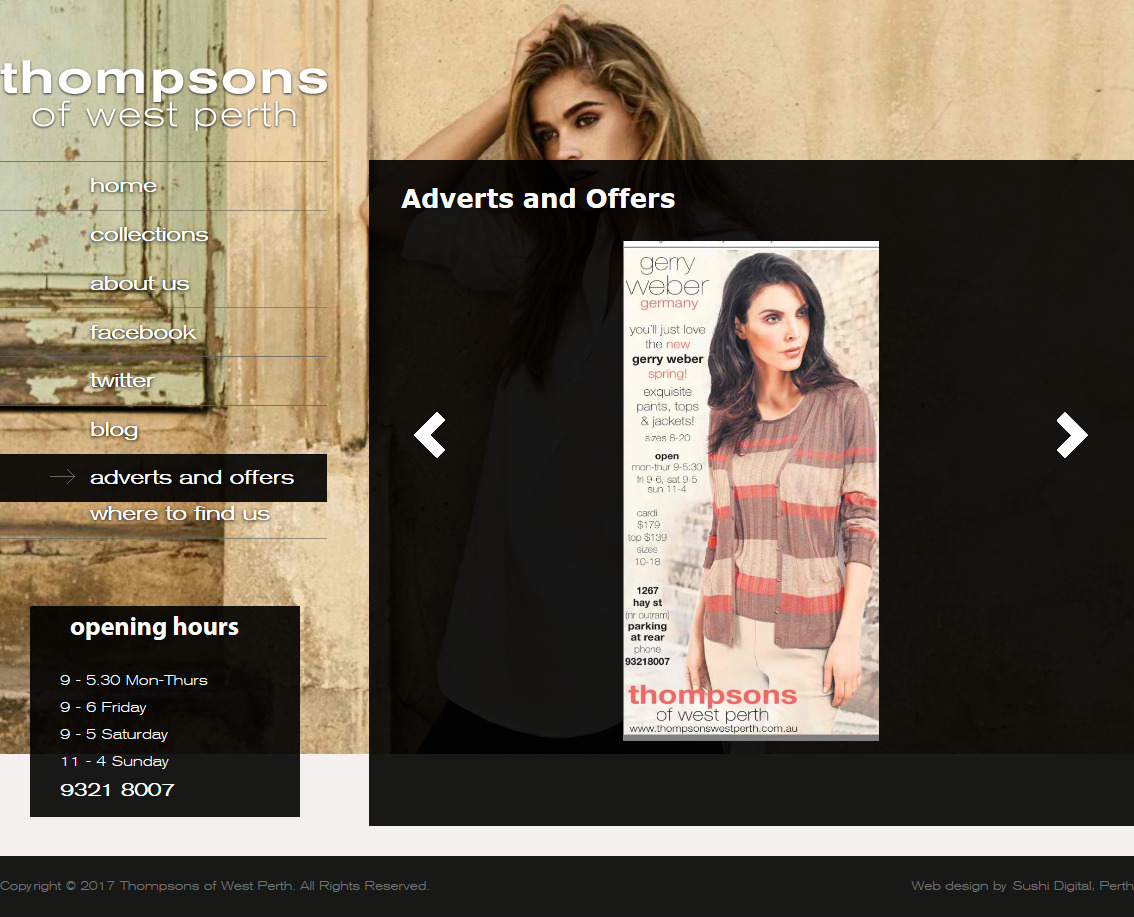 thompsons
of west perth
home
collections
about us
facebook
twitter
blog
adverts and offers
where to find us
opening hours
9 - 5.30 Mon-Thurs
9 - 6 Friday
9 - 5 Saturday
11 - 4 Sunday
9321 8007
Adverts and Offers
gerry
weber
germany
you'll just love
the new
gerry weber
spring!
exquisite
pants, tops
& jackets!
sizes 8-20
open
mon-thur 9-5:30
fri 9-6, sat 9-5
sun 11-4
cardi
$179
top $139
sizes
10-18
1267
hay st
(nr outram)
parking
at rear
phone
93218007
thompsons
of west perth
www.thompsonswestperth.com.au
Copyright © 2017 Thompsons of West Perth. All Rights Reserved.
Web design by Sushi Digital, Perth